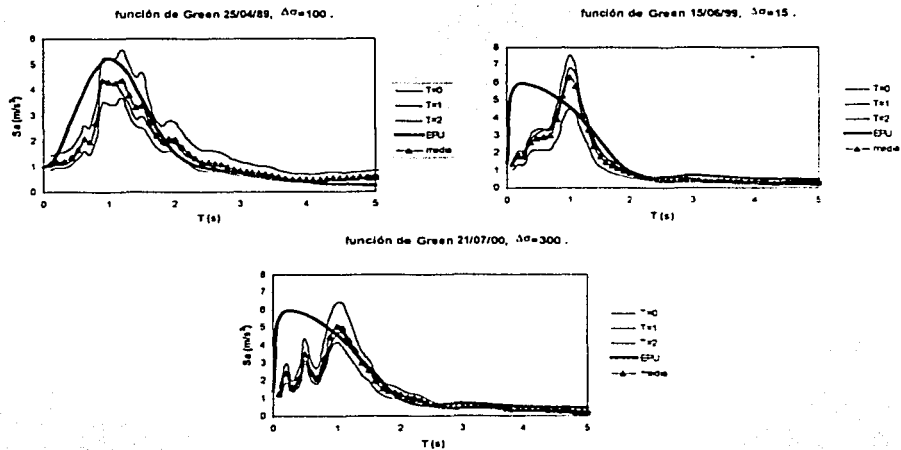 función de Green 25/04/89, Δσ=100 .
Sa (m/s²)
6
5
4
3
2
1
0
0 1 2 3 4 5
T (s)
T=0
T=1
T=2
EPU
media
función de Green 15/06/99, Δσ=15 .
Sa (m/s²)
8
7
6
5
4
3
2
1
0
0 1 2 3 4 5
T (s)
T=0
T=1
T=2
EPU
media
función de Green 21/07/00, Δσ=300 .
Sa (m/s²)
8
7
6
5
4
3
2
1
0
0 1 2 3 4 5
T (s)
T=0
T=1
T=2
EPU
media